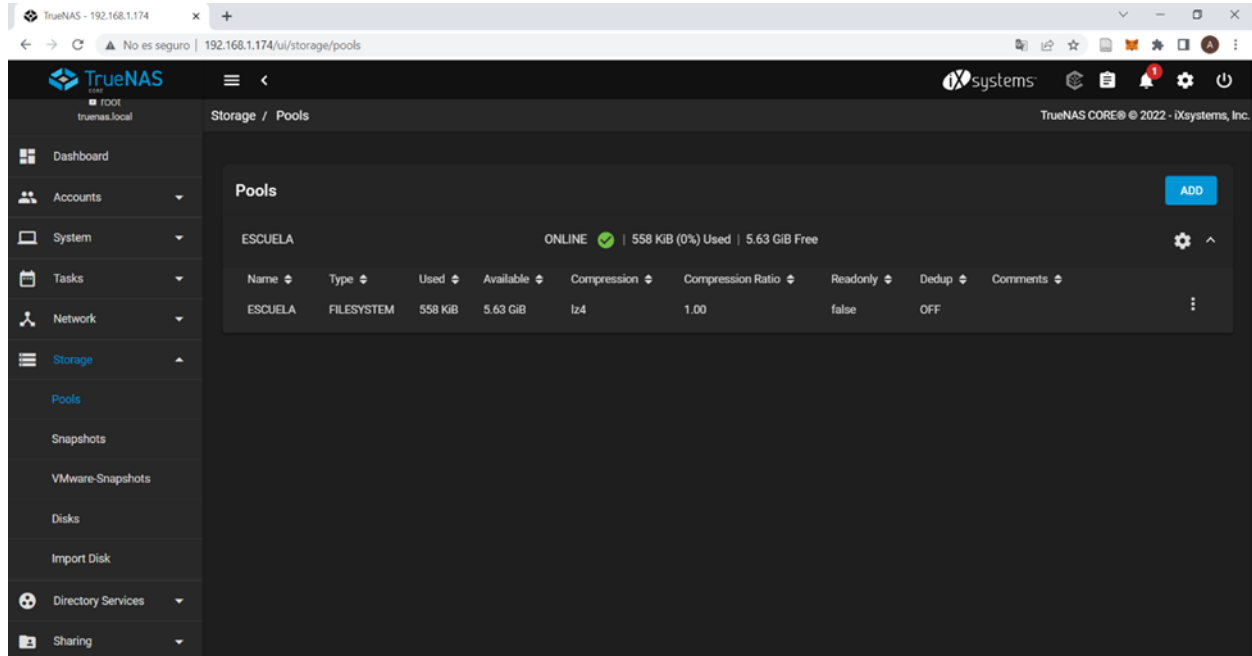 TrueNAS - 192.168.1.174
No es seguro | 192.168.1.174/ui/storage/pools
A
TrueNAS
CORE
root
truenas.local
iXsystems
1
Storage / Pools
TrueNAS CORE® © 2022 - iXsystems, Inc.
Dashboard
Accounts
System
Tasks
Network
Storage
Pools
Snapshots
VMware-Snapshots
Disks
Import Disk
Directory Services
Sharing
Pools
ADD
ESCUELA ONLINE | 558 KiB (0%) Used | 5.63 GiB Free
Name Type Used Available Compression Compression Ratio Readonly Dedup Comments
ESCUELA FILESYSTEM 558 KiB 5.63 GiB lz4 1.00 false OFF